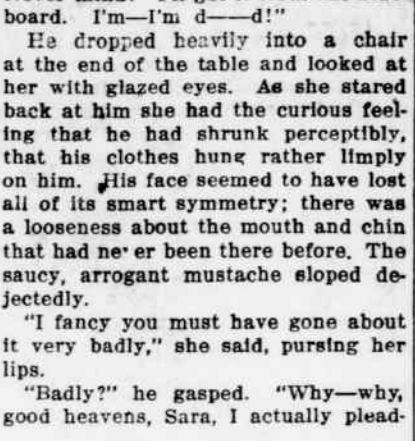 board. I'm—I'm d——d!"
He dropped heavily into a chair
at the end of the table and looked at
her with glazed eyes. As she stared
back at him she had the curious feel-
ing that he had shrunk perceptibly,
that his clothes hung rather limply
on him. His face seemed to have lost
all of its smart symmetry; there was
a looseness about the mouth and chin
that had never been there before. The
saucy, arrogant mustache sloped de-
jectedly.
"I fancy you must have gone about
it very badly," she said, pursing her
lips.
"Badly?" he gasped. "Why—why,
good heavens, Sara, I actually plead-